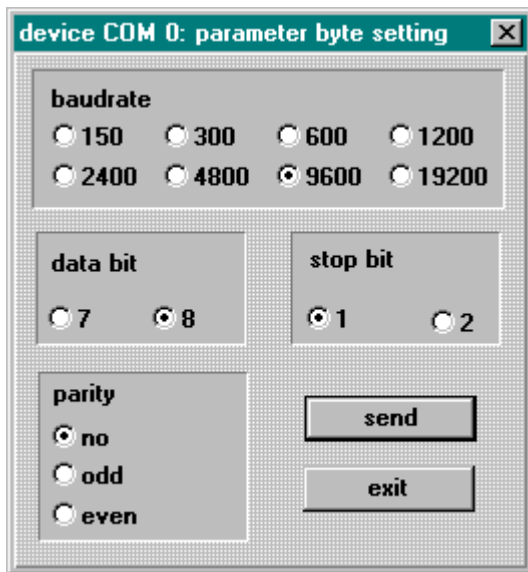 device COM 0: parameter byte setting
baudrate
150 300 600 1200
2400 4800 9600 19200
data bit
7 8
stop bit
1 2
parity
no
odd
even
send
exit